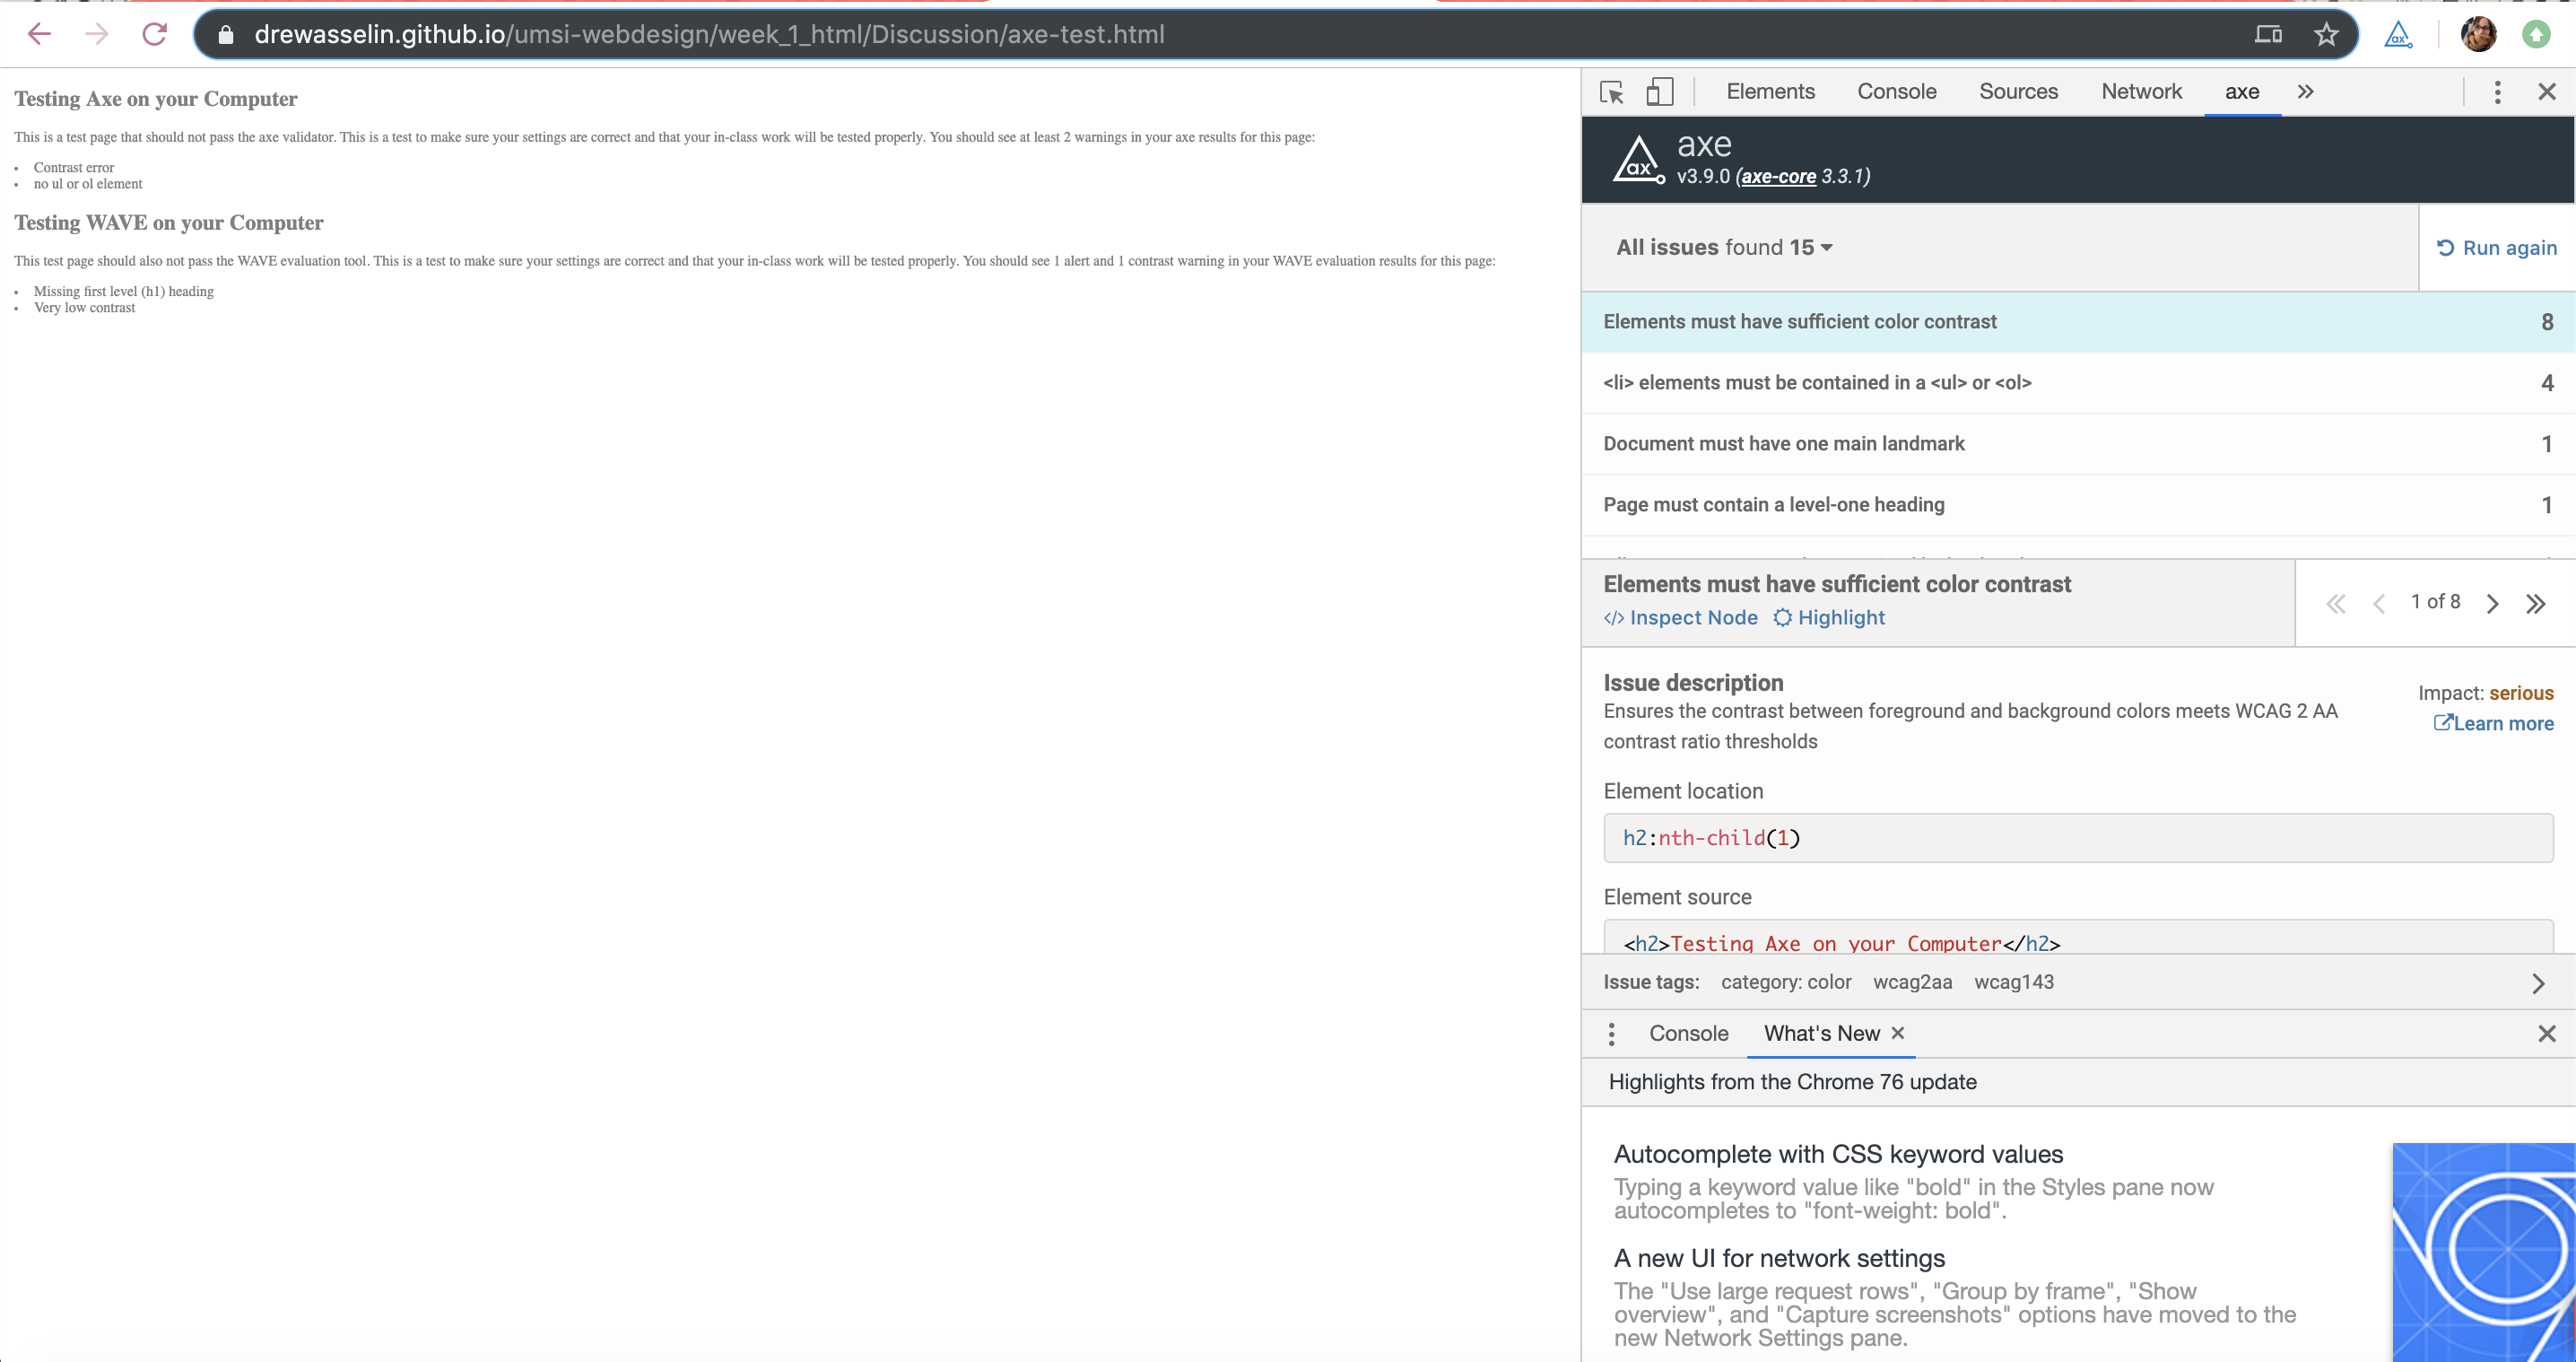 drewasselin.github.io/umsi-webdesign/week_1_html/Discussion/axe-test.html
Testing Axe on your Computer
This is a test page that should not pass the axe validator. This is a test to make sure your settings are correct and that your in-class work will be tested properly. You should see at least 2 warnings in your axe results for this page:
• Contrast error
• no ul or ol element
Testing WAVE on your Computer
This test page should also not pass the WAVE evaluation tool. This is a test to make sure your settings are correct and that your in-class work will be tested properly. You should see 1 alert and 1 contrast warning in your WAVE evaluation results for this page:
• Missing first level (h1) heading
• Very low contrast
Elements Console Sources Network axe »
ax axe
v3.9.0 (axe-core 3.3.1)
All issues found 15
Run again
Elements must have sufficient color contrast 8
<li> elements must be contained in a <ul> or <ol> 4
Document must have one main landmark 1
Page must contain a level-one heading 1
Elements must have sufficient color contrast
</> Inspect Node Highlight
1 of 8
Issue description
Impact: serious
Ensures the contrast between foreground and background colors meets WCAG 2 AA
contrast ratio thresholds
Learn more
Element location
h2:nth-child(1)
Element source
<h2>Testing Axe on your Computer</h2>
Issue tags: category: color wcag2aa wcag143
Console What's New ×
Highlights from the Chrome 76 update
Autocomplete with CSS keyword values
Typing a keyword value like "bold" in the Styles pane now
autocompletes to "font-weight: bold".
A new UI for network settings
The "Use large request rows", "Group by frame", "Show
overview", and "Capture screenshots" options have moved to the
new Network Settings pane.